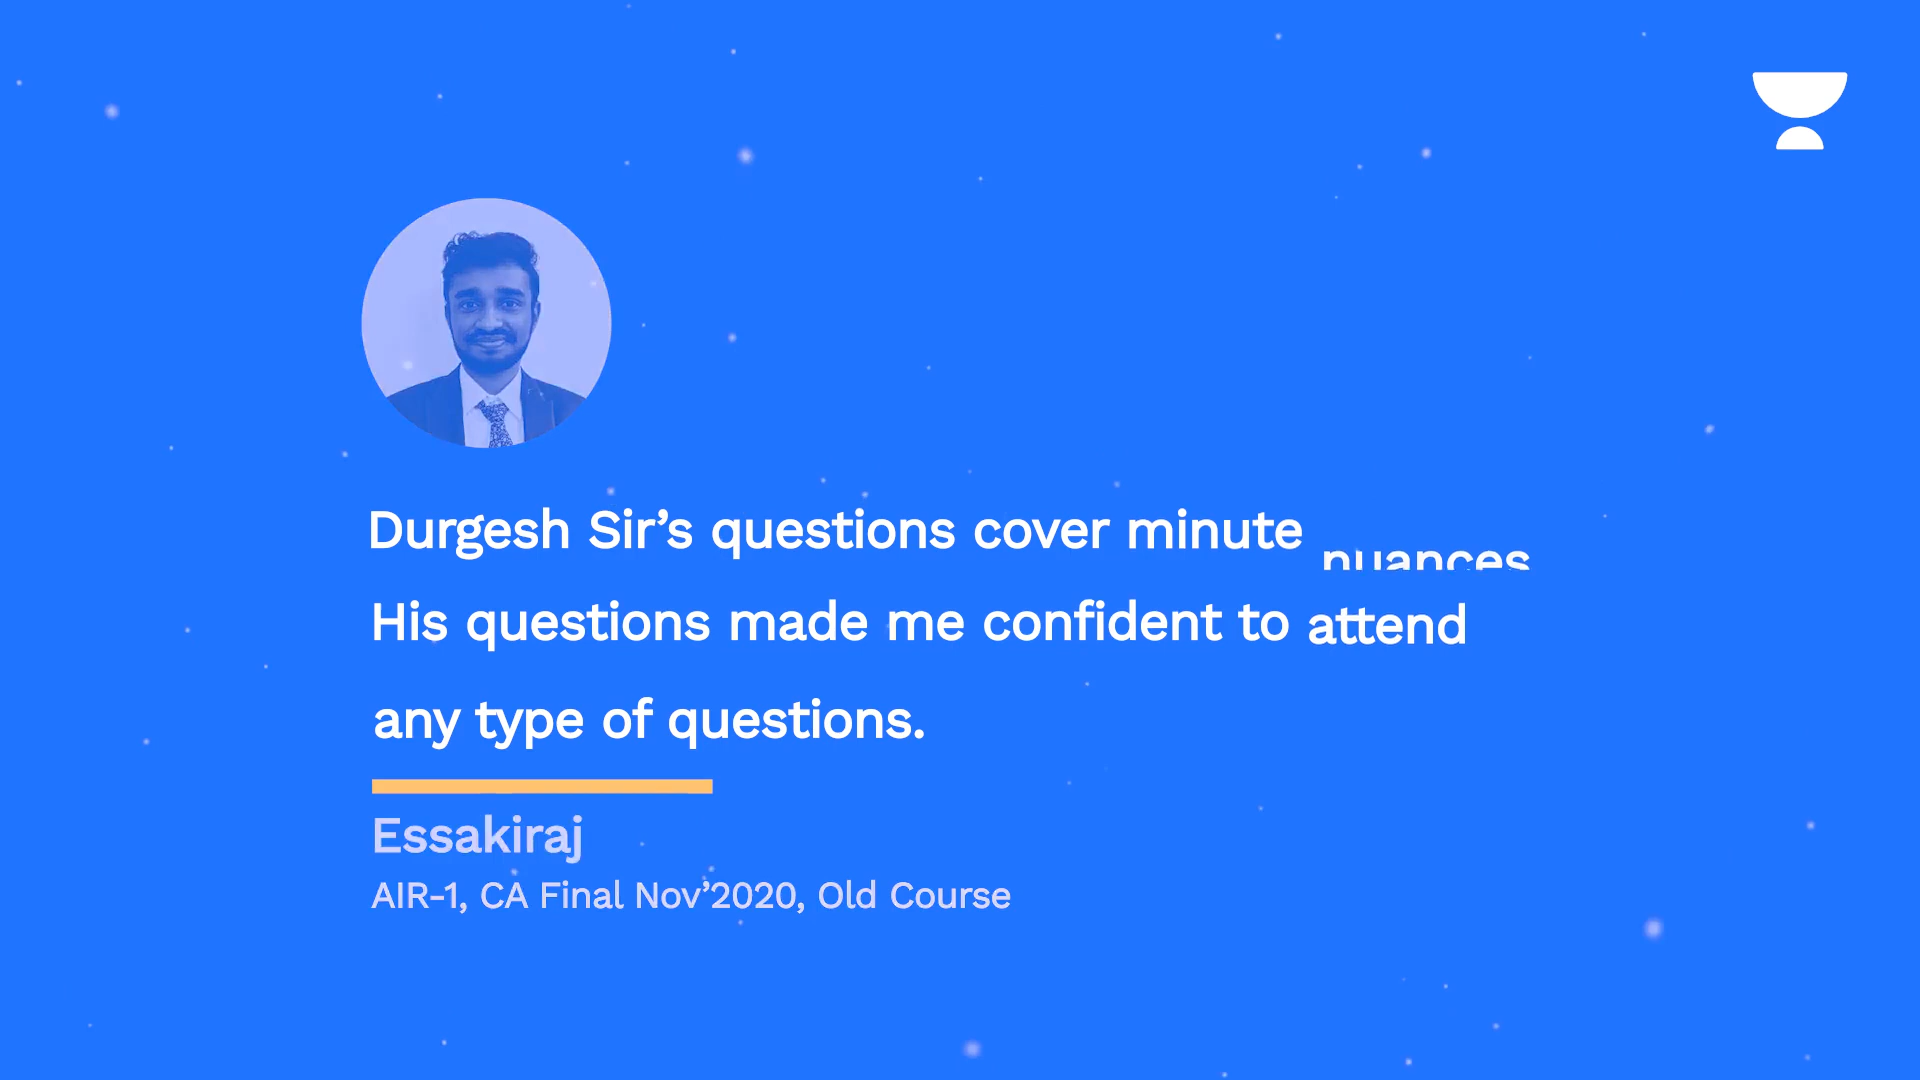 Durgesh Sir’s questions cover minute nuances
His questions made me confident to attend
any type of questions.
Essakiraj
AIR-1, CA Final Nov’2020, Old Course